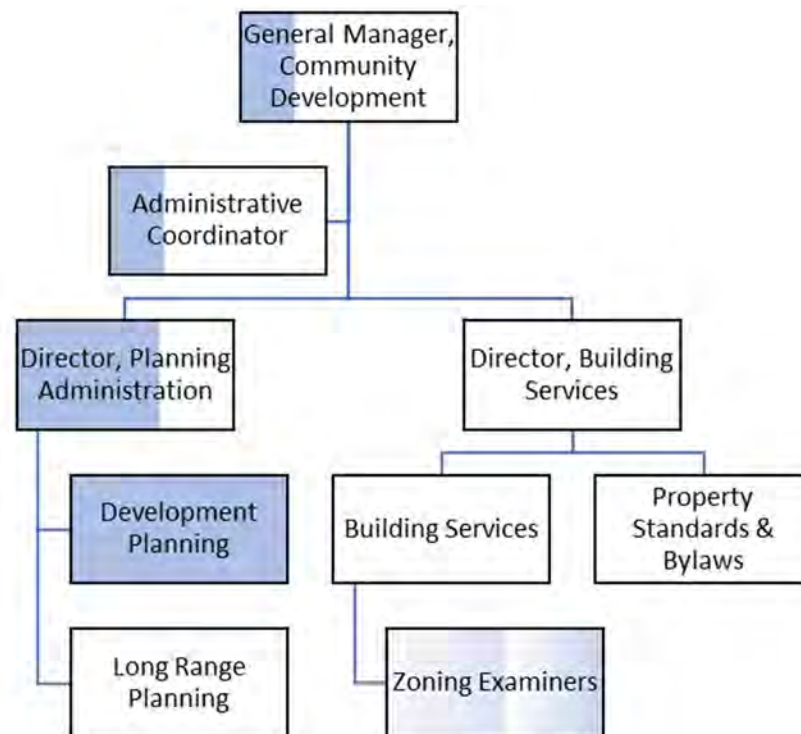 General Manager,
Community
Development
Administrative
Coordinator
Director, Planning
Administration
Director, Building
Services
Development
Planning
Building Services
Property
Standards &
Bylaws
Long Range
Planning
Zoning Examiners